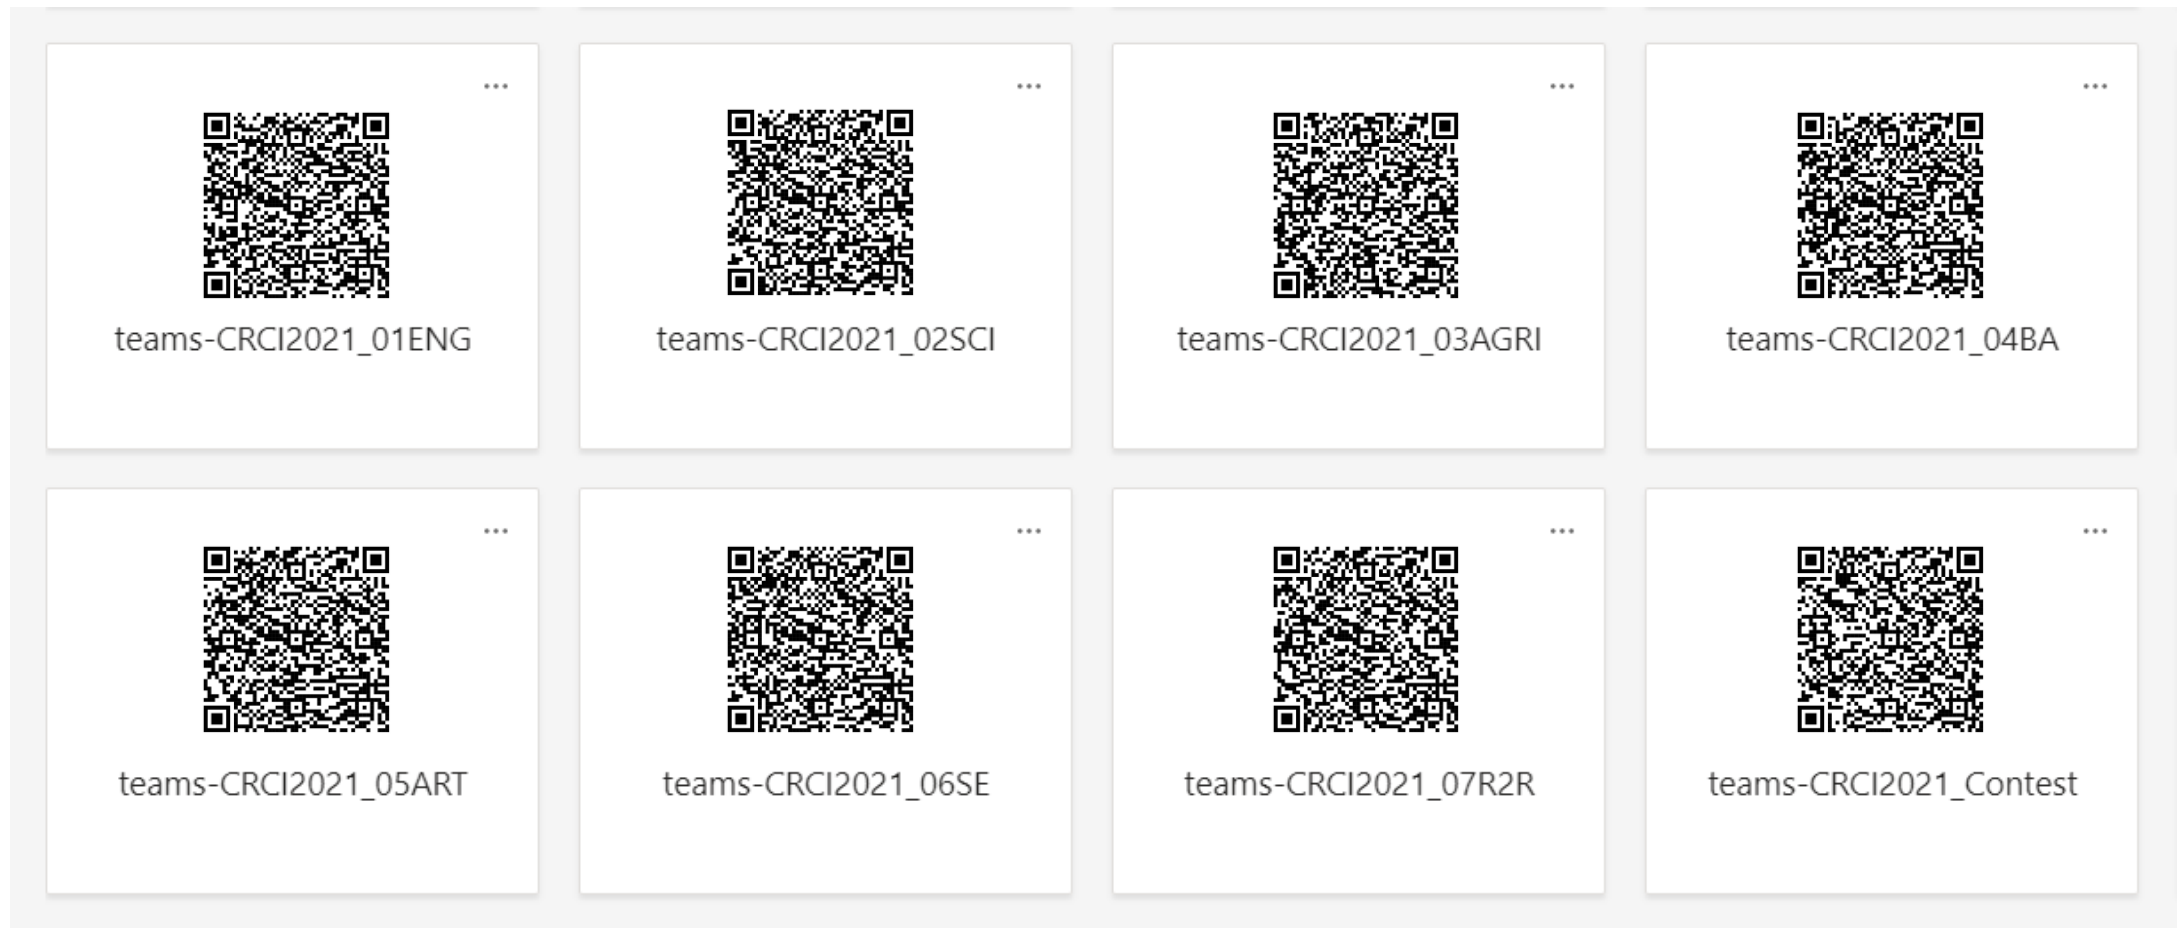 teams-CRCI2021_01ENG
teams-CRCI2021_02SCI
teams-CRCI2021_03AGRI
teams-CRCI2021_04BA
teams-CRCI2021_05ART
teams-CRCI2021_06SE
teams-CRCI2021_07R2R
teams-CRCI2021_Contest